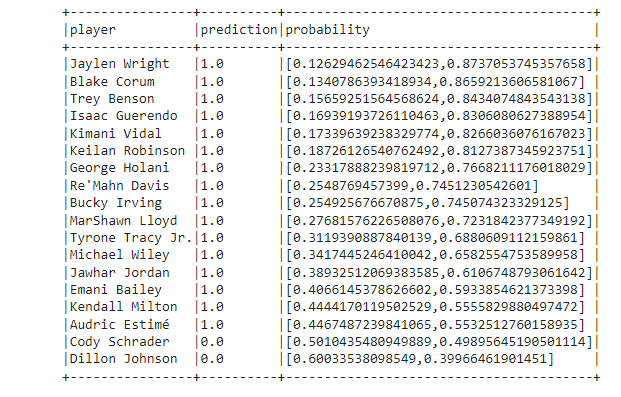 +----------------+----------+----------------------------------------+
|player          |prediction|probability                             |
+----------------+----------+----------------------------------------+
|Jaylen Wright   |1.0       |[0.12629462546423423,0.8737053745357658]|
|Blake Corum     |1.0       |[0.1340786393418934,0.8659213606581067] |
|Trey Benson     |1.0       |[0.15659251564568624,0.8434074843543138]|
|Isaac Guerendo  |1.0       |[0.16939193726110463,0.8306080627388954]|
|Kimani Vidal    |1.0       |[0.17339639238329774,0.8266036076167023]|
|Keilan Robinson |1.0       |[0.18726126540762492,0.8127387345923751]|
|George Holani   |1.0       |[0.23317888239819712,0.7668211176018029]|
|Re'Mahn Davis   |1.0       |[0.2548769457399,0.7451230542601]       |
|Bucky Irving    |1.0       |[0.254925676670875,0.745074323329125]   |
|MarShawn Lloyd  |1.0       |[0.27681576226508076,0.7231842377349192]|
|Tyrone Tracy Jr.|1.0       |[0.3119390887840139,0.6880609112159861] |
|Michael Wiley   |1.0       |[0.3417445246410042,0.6582554753589958] |
|Jawhar Jordan   |1.0       |[0.38932512069383585,0.6106748793061642]|
|Emani Bailey    |1.0       |[0.4066145378626602,0.5933854621373398] |
|Kendall Milton  |1.0       |[0.4444170119502529,0.5555829880497472] |
|Audric Estimé   |1.0       |[0.4467487239841065,0.5532512760158935] |
|Cody Schrader   |0.0       |[0.5010435480949889,0.49895645190501114]|
|Dillon Johnson  |0.0       |[0.60033538098549,0.39966461901451]     |
+----------------+----------+----------------------------------------+